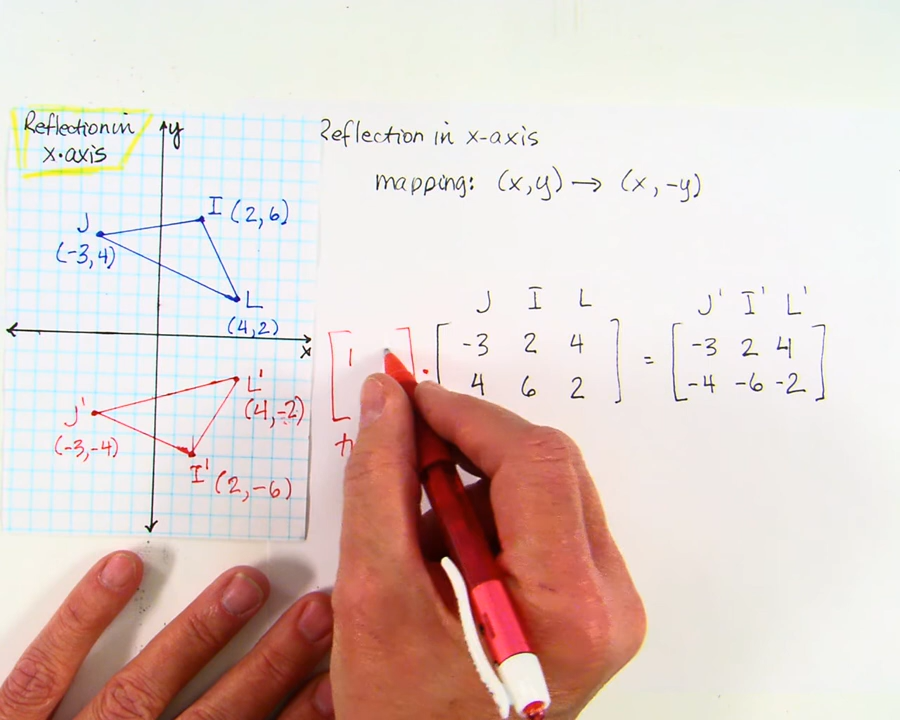 Reflection in
x-axis
y
J
(-3,4)
I (2,6)
L
(4,2)
x
L'
(4,-2)
J'
(-3,-4)
I' (2,-6)
Reflection in x-axis
mapping: (x,y) → (x,-y)
J I L
J' I' L'
[1 ] · [-3 2 4 = [-3 2 4
4 6 2] -4 -6 -2]